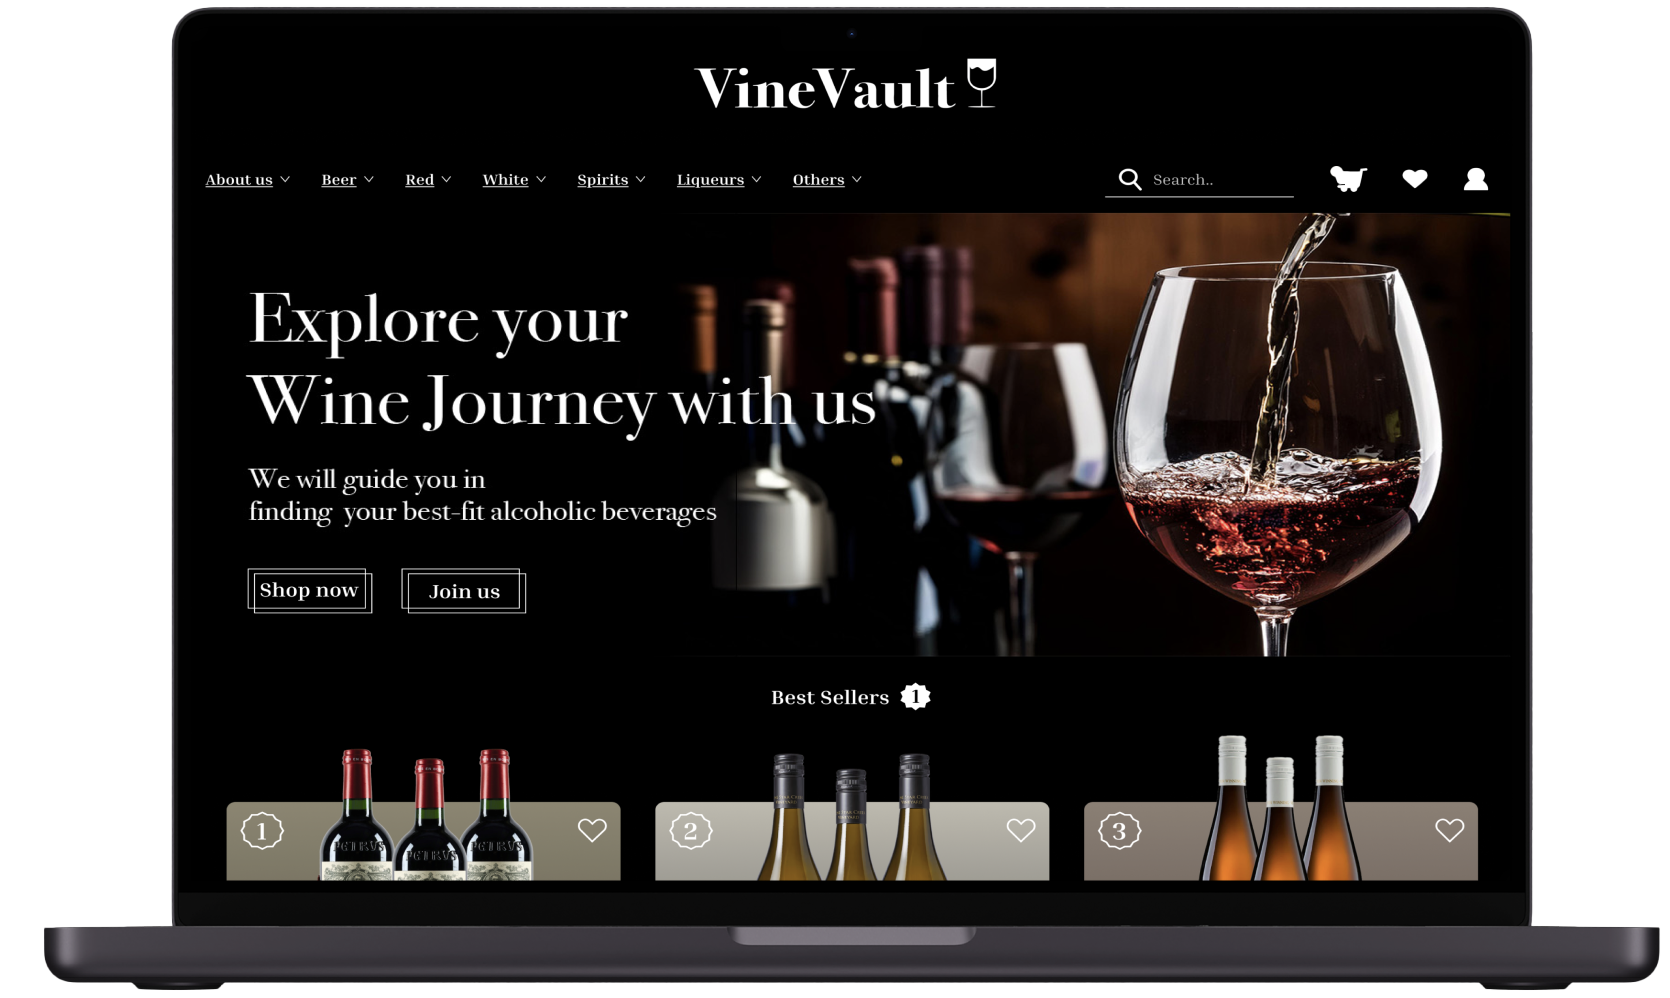 VineVault
About us
Beer
Red
White
Spirits
Liqueurs
Others
Search..
Explore your
Wine Journey with us
We will guide you in
finding your best-fit alcoholic beverages
Shop now
Join us
Best Sellers 1
1
2
3
PETRVS
PETRVS
PETRVS